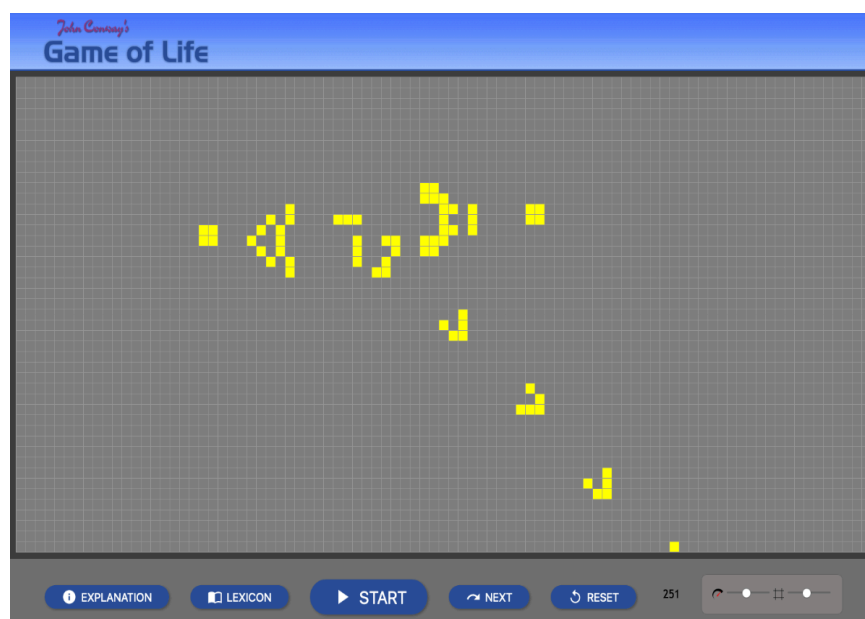 John Conway's
Game of Life
EXPLANATION
LEXICON
START
NEXT
RESET
251